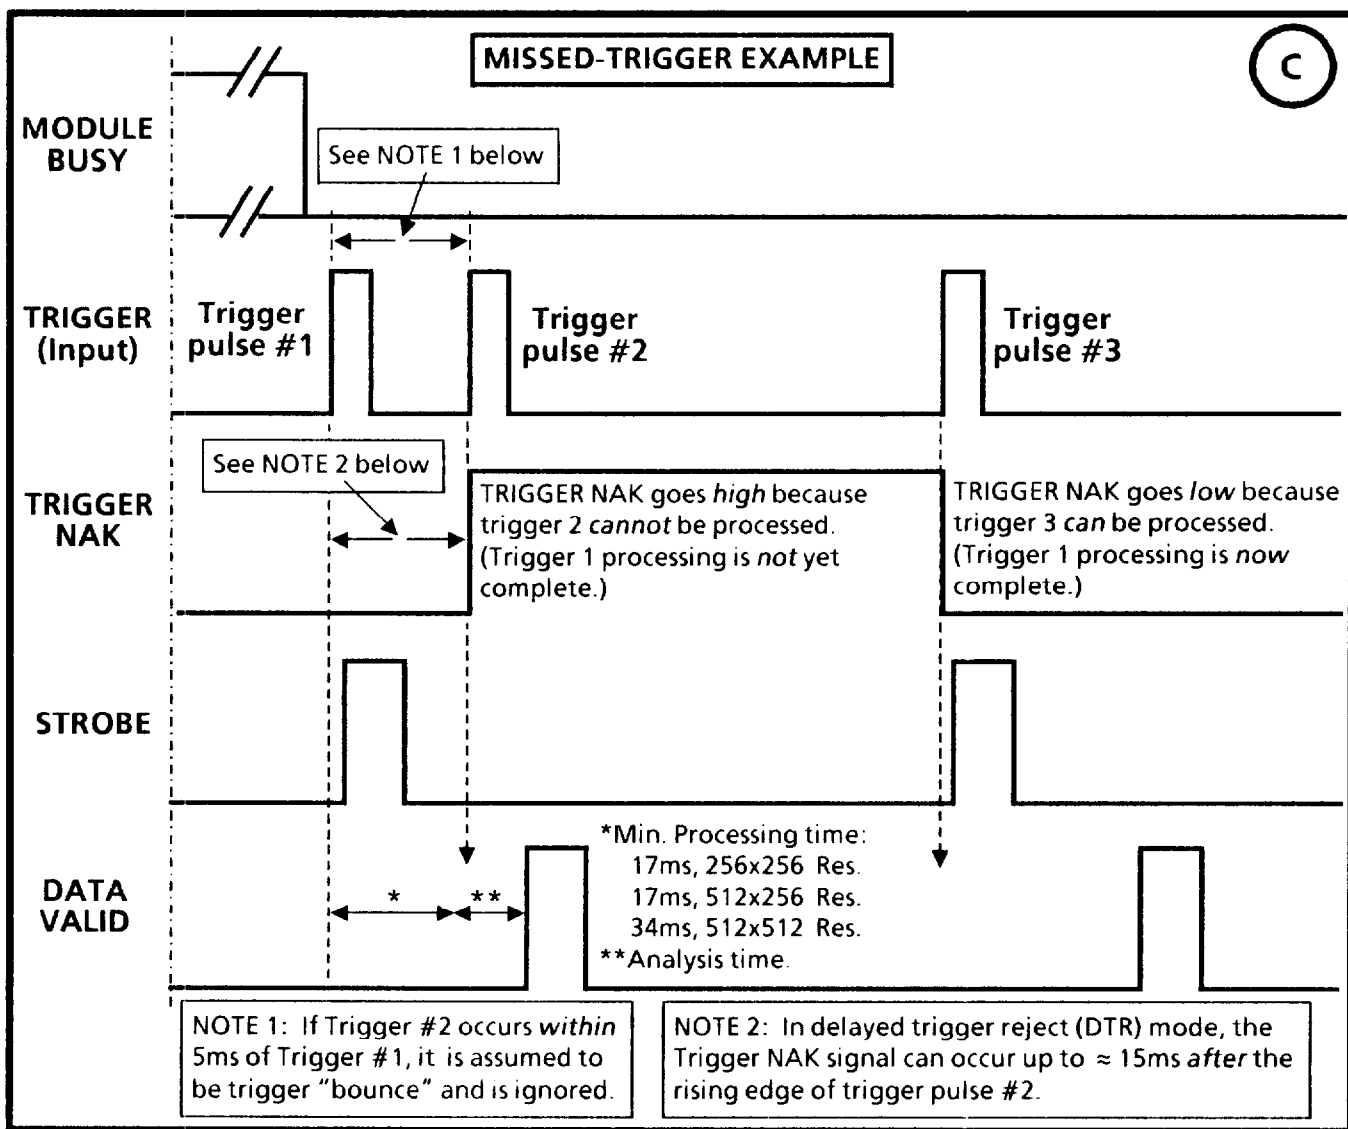 MISSED-TRIGGER EXAMPLE
C
MODULE
BUSY
See NOTE 1 below
TRIGGER
(Input)
Trigger
pulse #1
Trigger
pulse #2
Trigger
pulse #3
TRIGGER
NAK
See NOTE 2 below
TRIGGER NAK goes high because
trigger 2 cannot be processed.
(Trigger 1 processing is not yet
complete.)
TRIGGER NAK goes low because
trigger 3 can be processed.
(Trigger 1 processing is now
complete.)
STROBE
DATA
VALID
*
**
*Min. Processing time:
17ms, 256x256 Res.
17ms, 512x256 Res.
34ms, 512x512 Res.
**Analysis time.
NOTE 1: If Trigger #2 occurs within
5ms of Trigger #1, it is assumed to
be trigger "bounce" and is ignored.
NOTE 2: In delayed trigger reject (DTR) mode, the
Trigger NAK signal can occur up to ≈ 15ms after the
rising edge of trigger pulse #2.